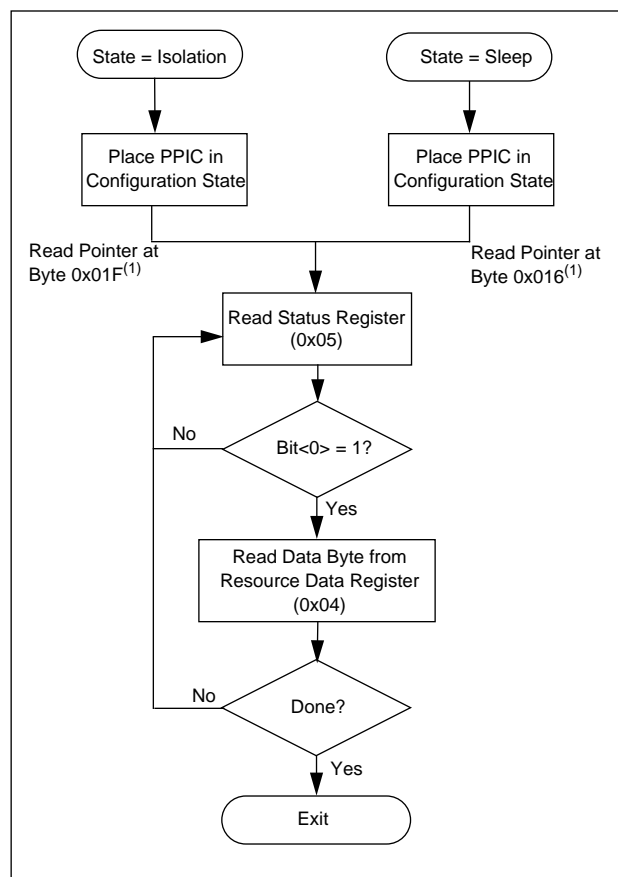 State = Isolation
State = Sleep
Place PPIC in
Configuration State
Place PPIC in
Configuration State
Read Pointer at
Byte 0x01F(1)
Read Pointer at
Byte 0x016(1)
Read Status Register
(0x05)
No
Bit<0> = 1?
Yes
Read Data Byte from
Resource Data Register
(0x04)
No
Done?
Yes
Exit